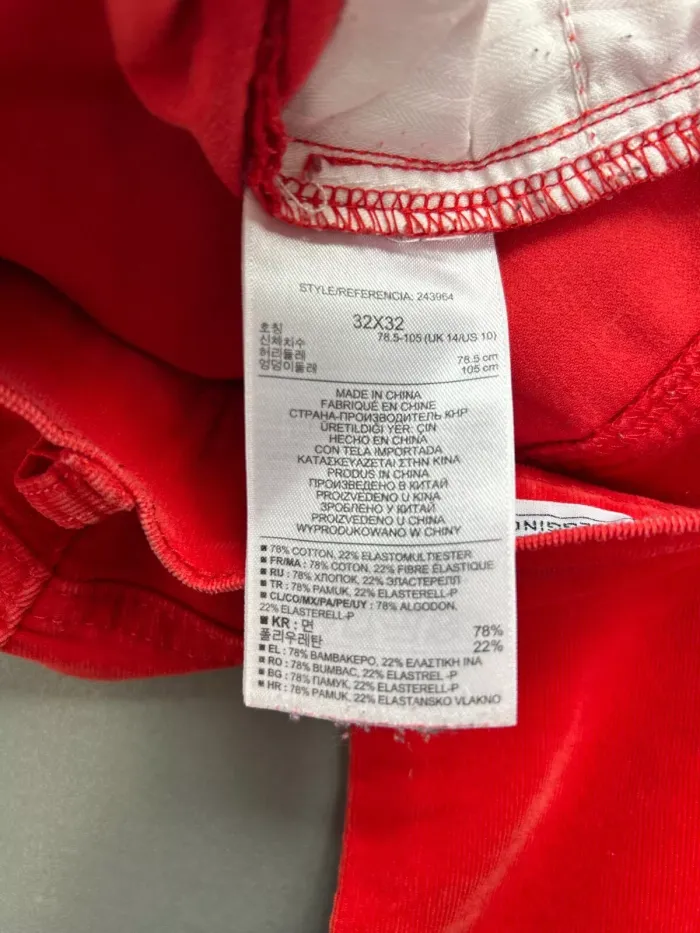 STYLE/REFERENCIA: 243964
호칭 32X32
신체치수 78.5-105 (UK 14/US 10)
허리둘레 78.5 cm
엉덩이둘레 105 cm
MADE IN CHINA
FABRIQUÉ EN CHINE
СТРАНА-ПРОИЗВОДИТЕЛЬ КНР
ÜRETILDIĞI YER: ÇIN
HECHO EN CHINA
CON TELA IMPORTADA
ΚΑΤΑΣΚΕΥΑΖΕΤΑΙ ΣΤΗΝ ΚΙΝΑ
PRODUS IN CHINA
ПРОИЗВЕДЕНО В КИТАЙ
PROIZVEDENO U KINA
ЗРОБЛЕНО У КИТАЇ
WYPRODUKOWANO W CHINY
■ 78% COTTON, 22% ELASTOMULTIESTER
■ FR/MA : 78% COTON, 22% FIBRE ÉLASTIQUE
■ RU : 78% ХЛОПОК, 22% ЭЛАСТЕРЕЛЛ
■ TR : 78% PAMUK, 22% ELASTERELL-P
■ CL/CO/MX/PA/PE/UY : 78% ALGODON,
22% ELASTERELL-P
■ KR : 면 78%
폴리우레탄 22%
■ EL : 78% ΒΑΜΒΑΚΕΡΟ, 22% ΕΛΑΣΤΙΚΗ ΙΝΑ
■ RO : 78% BUMBAC, 22% ELASTREL -P
■ BG : 78% ПАМУК, 22% ELASTERELL-P
■ HR : 78% PAMUK, 22% ELASTANSKO VLAKNO